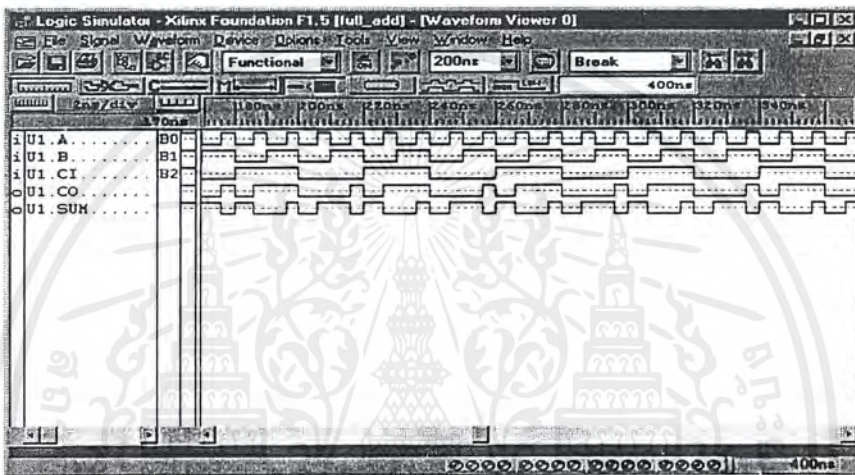 Logic Simulator - Xilinx Foundation F1.5 [full_add] - [Waveform Viewer 0]
File Signal Waveform Device Options Tools View Window Help
Functional 200ns Break
400ns
2ns/div 180ns 200ns 220ns 240ns 260ns 280ns 300ns 320ns 340ns
170ns
i U1.A........ B0
i U1.B........ B1
i U1.CI....... B2
o U1.CO.......
o U1.SUM......
400ns